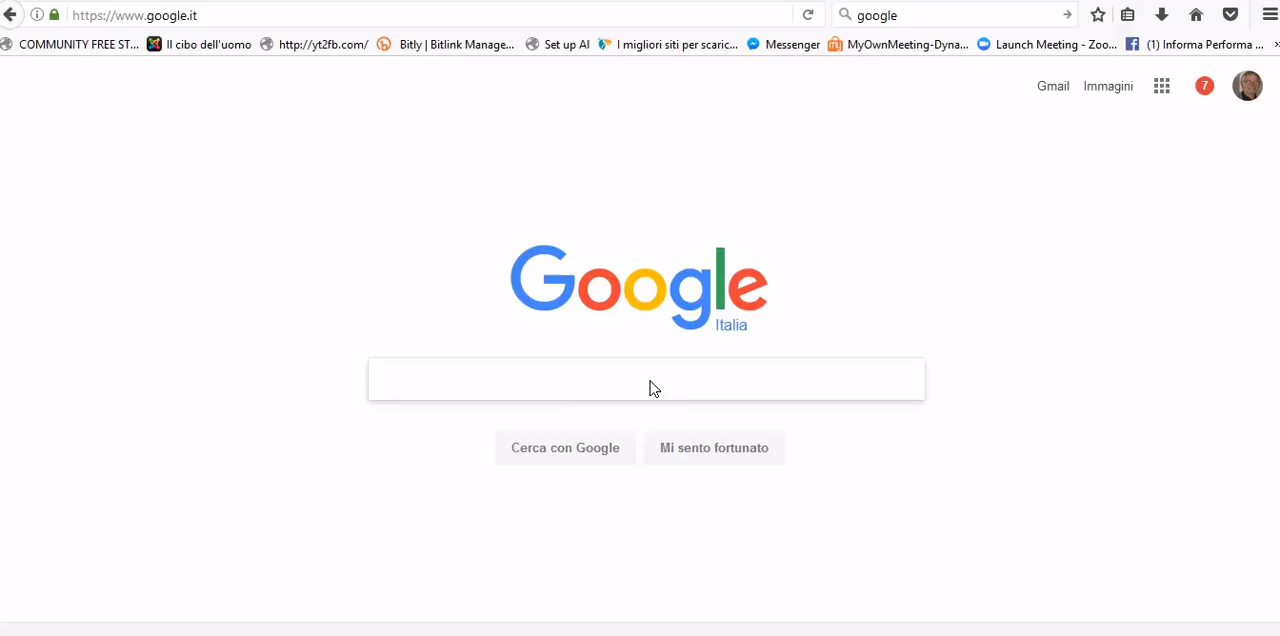 https://www.google.it
google
COMMUNITY FREE ST...
Il cibo dell'uomo
http://yt2fb.com/
Bitly | Bitlink Manage...
Set up AI
I migliori siti per scaric...
Messenger
MyOwnMeeting-Dyna...
Launch Meeting - Zoo...
(1) Informa Performa ...
Gmail
Immagini
7
Google
Italia
Cerca con Google
Mi sento fortunato